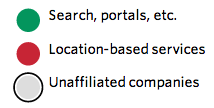 Search, portals, etc.
Location-based services
Unaffiliated companies